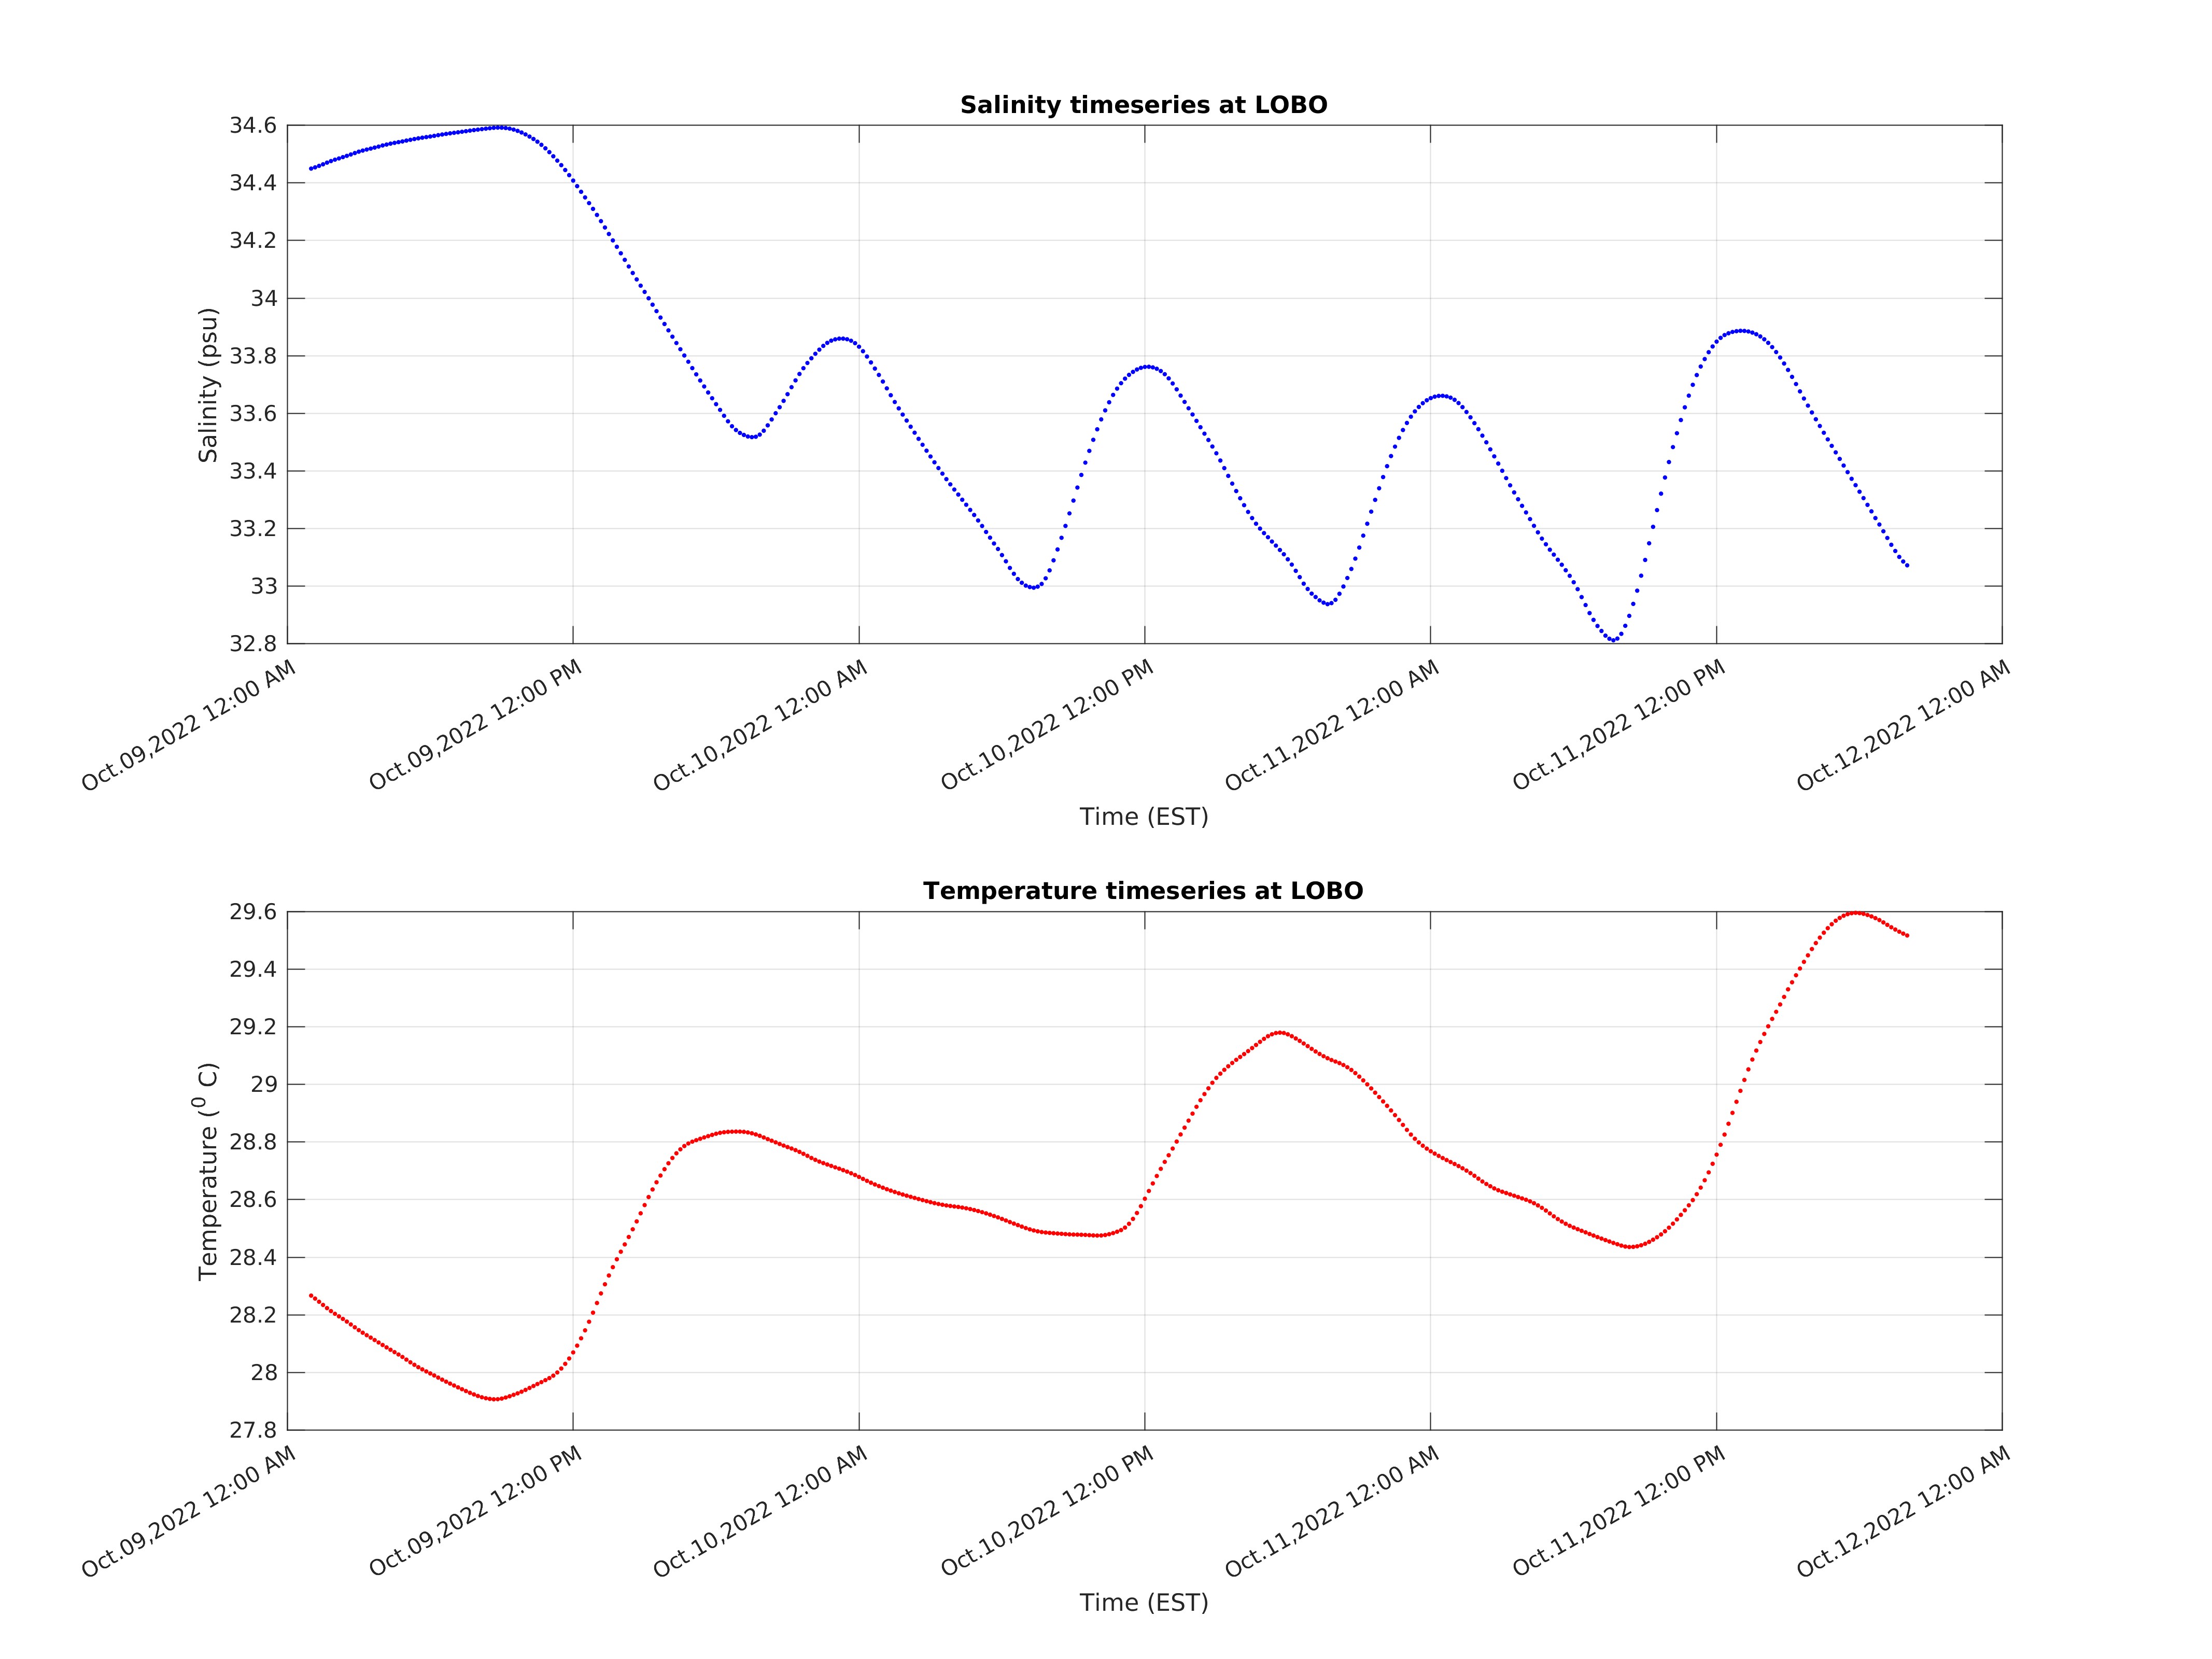 Salinity timeseries at LOBO
34.6
34.4
34.2
34
33.8
33.6
33.4
33.2
33
32.8
Salinity (psu)
Oct.09,2022 12:00 AM
Oct.09,2022 12:00 PM
Oct.10,2022 12:00 AM
Oct.10,2022 12:00 PM
Oct.11,2022 12:00 AM
Oct.11,2022 12:00 PM
Oct.12,2022 12:00 AM
Time (EST)
Temperature timeseries at LOBO
29.6
29.4
29.2
29
28.8
28.6
28.4
28.2
28
27.8
Temperature (⁰ C)
Oct.09,2022 12:00 AM
Oct.09,2022 12:00 PM
Oct.10,2022 12:00 AM
Oct.10,2022 12:00 PM
Oct.11,2022 12:00 AM
Oct.11,2022 12:00 PM
Oct.12,2022 12:00 AM
Time (EST)